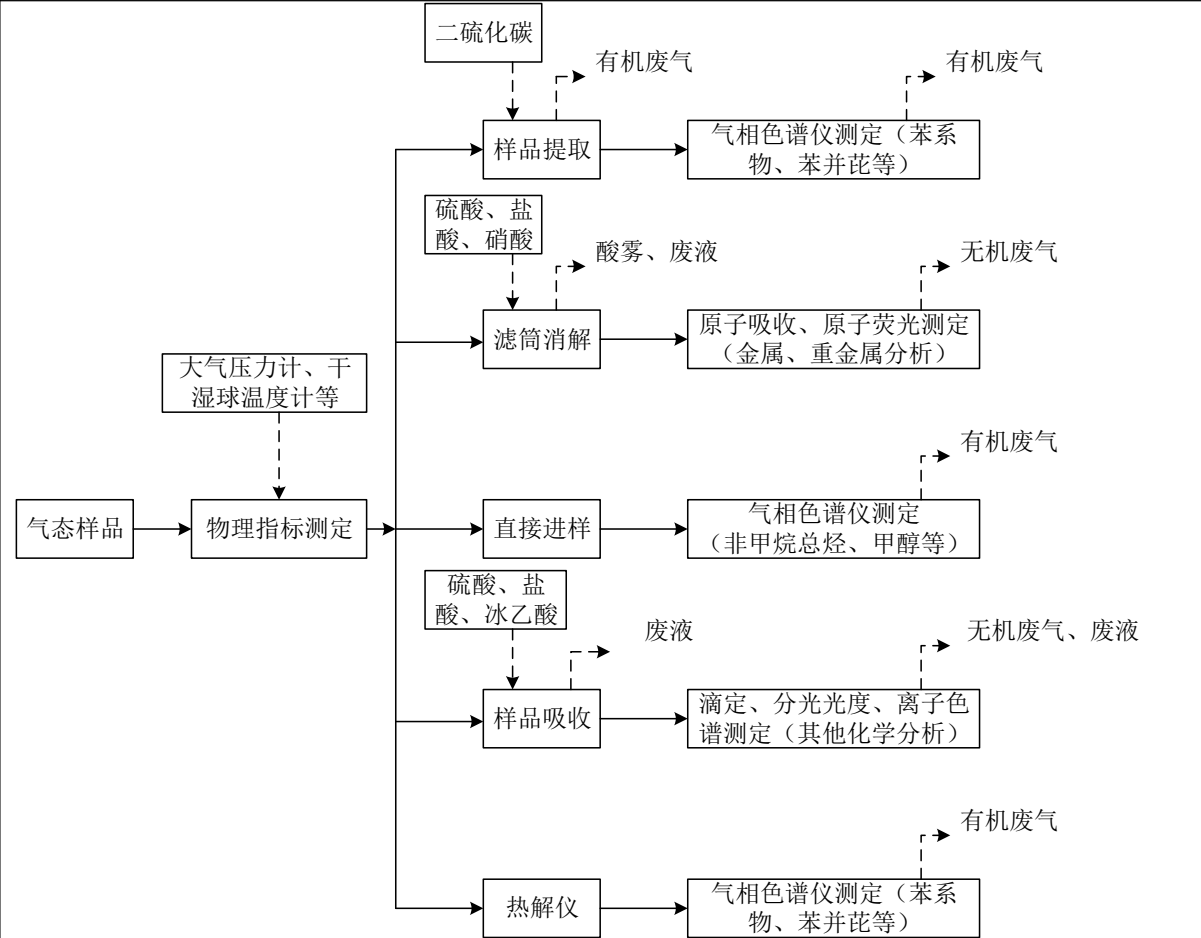 二硫化碳
有机废气
有机废气
样品提取
气相色谱仪测定（苯系
物、苯并芘等）
硫酸、盐
酸、硝酸
酸雾、废液
无机废气
滤筒消解
原子吸收、原子荧光测定
（金属、重金属分析）
大气压力计、干
湿球温度计等
有机废气
气态样品
物理指标测定
直接进样
气相色谱仪测定
（非甲烷总烃、甲醇等）
硫酸、盐
酸、冰乙酸
废液
无机废气、废液
样品吸收
滴定、分光光度、离子色
谱测定（其他化学分析）
有机废气
热解仪
气相色谱仪测定（苯系
物、苯并芘等）